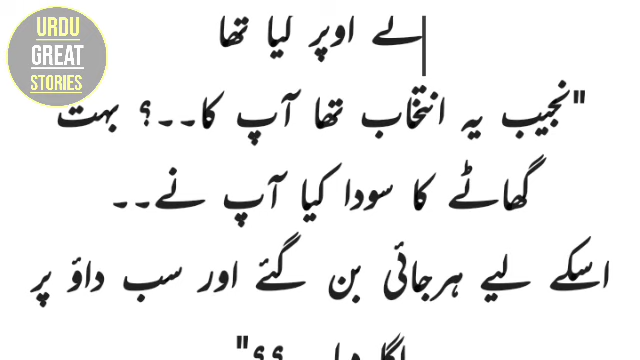 URDU
GREAT
STORIES
لے اوپر لیا تھا
"نجیب یہ انتخاب تھا آپ کا۔۔؟ بہت
گھاٹے کا سودا کیا آپ نے۔۔
اسکے لیے ہرجائی بن گئے اور سب داؤ پر